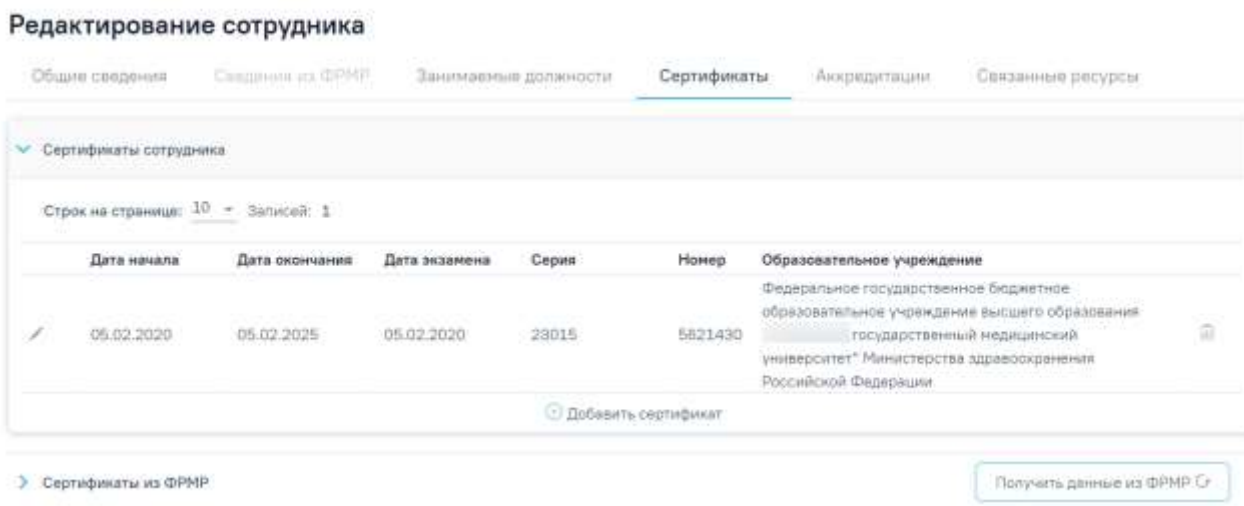 Редактирование сотрудника
Общие сведения Сведения из ФРМР Занимаемые должности Сертификаты Аккредитации Связанные ресурсы
Сертификаты сотрудника
Строк на странице: 10 Записей: 1
Дата начала Дата окончания Дата экзамена Серия Номер Образовательное учреждение
Федеральное государственное бюджетное
образовательное учреждение высшего образования
05.02.2020 05.02.2025 05.02.2020 23015 5621430 государственный медицинский
университет" Министерства здравоохранения
Российской Федерации
Добавить сертификат
Сертификаты из ФРМР Получить данные из ФРМР